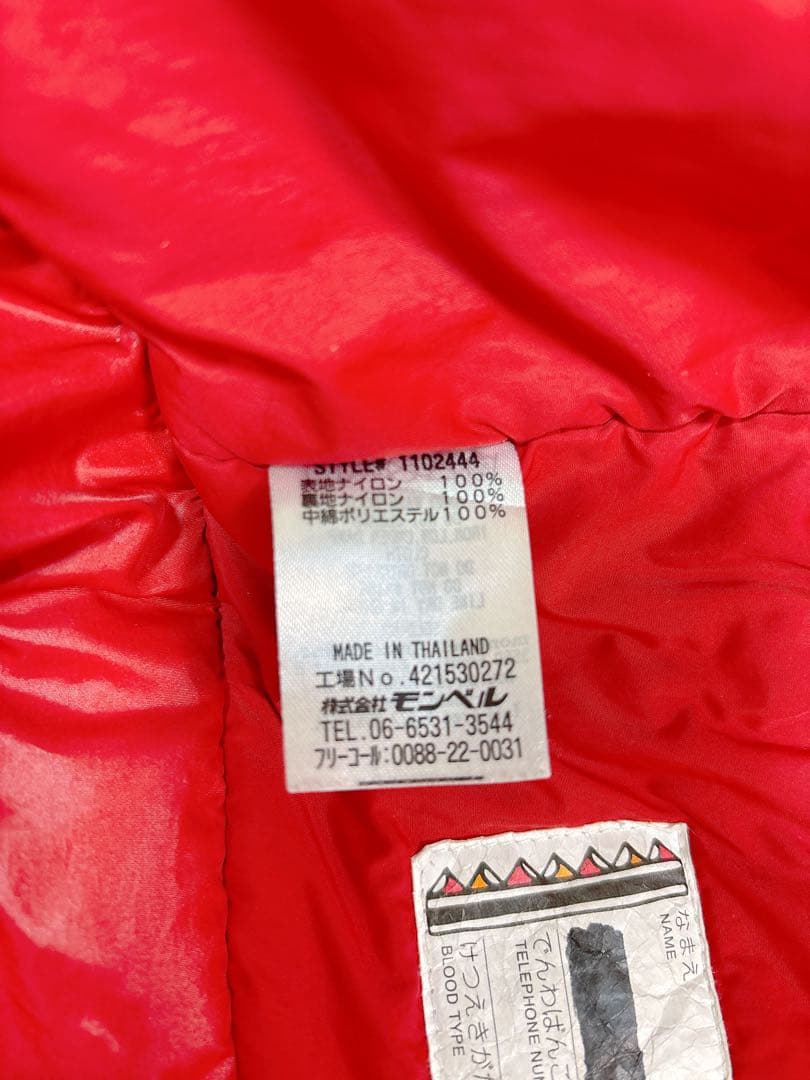 STYLE# 1102444
表地ナイロン 100%
裏地ナイロン 100%
中綿ポリエステル100%
MADE IN THAILAND
工場No.421530272
株式会社 モンベル
TEL.06-6531-3544
フリーコール:0088-22-0031
なまえ
NAME
でんわばんご
TELEPHONE NUM
けつえきがた
BLOOD TYPE